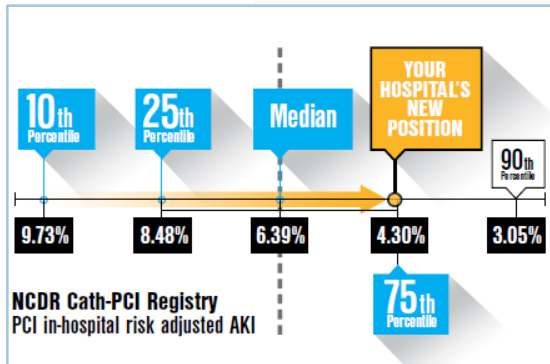 10th
Percentile
25th
Percentile
Median
YOUR
HOSPITAL'S
NEW
POSITION
90th
Percentile
9.73%
8.48%
6.39%
4.30%
3.05%
75th
Percentile
NCDR Cath-PCI Registry
PCI in-hospital risk adjusted AKI